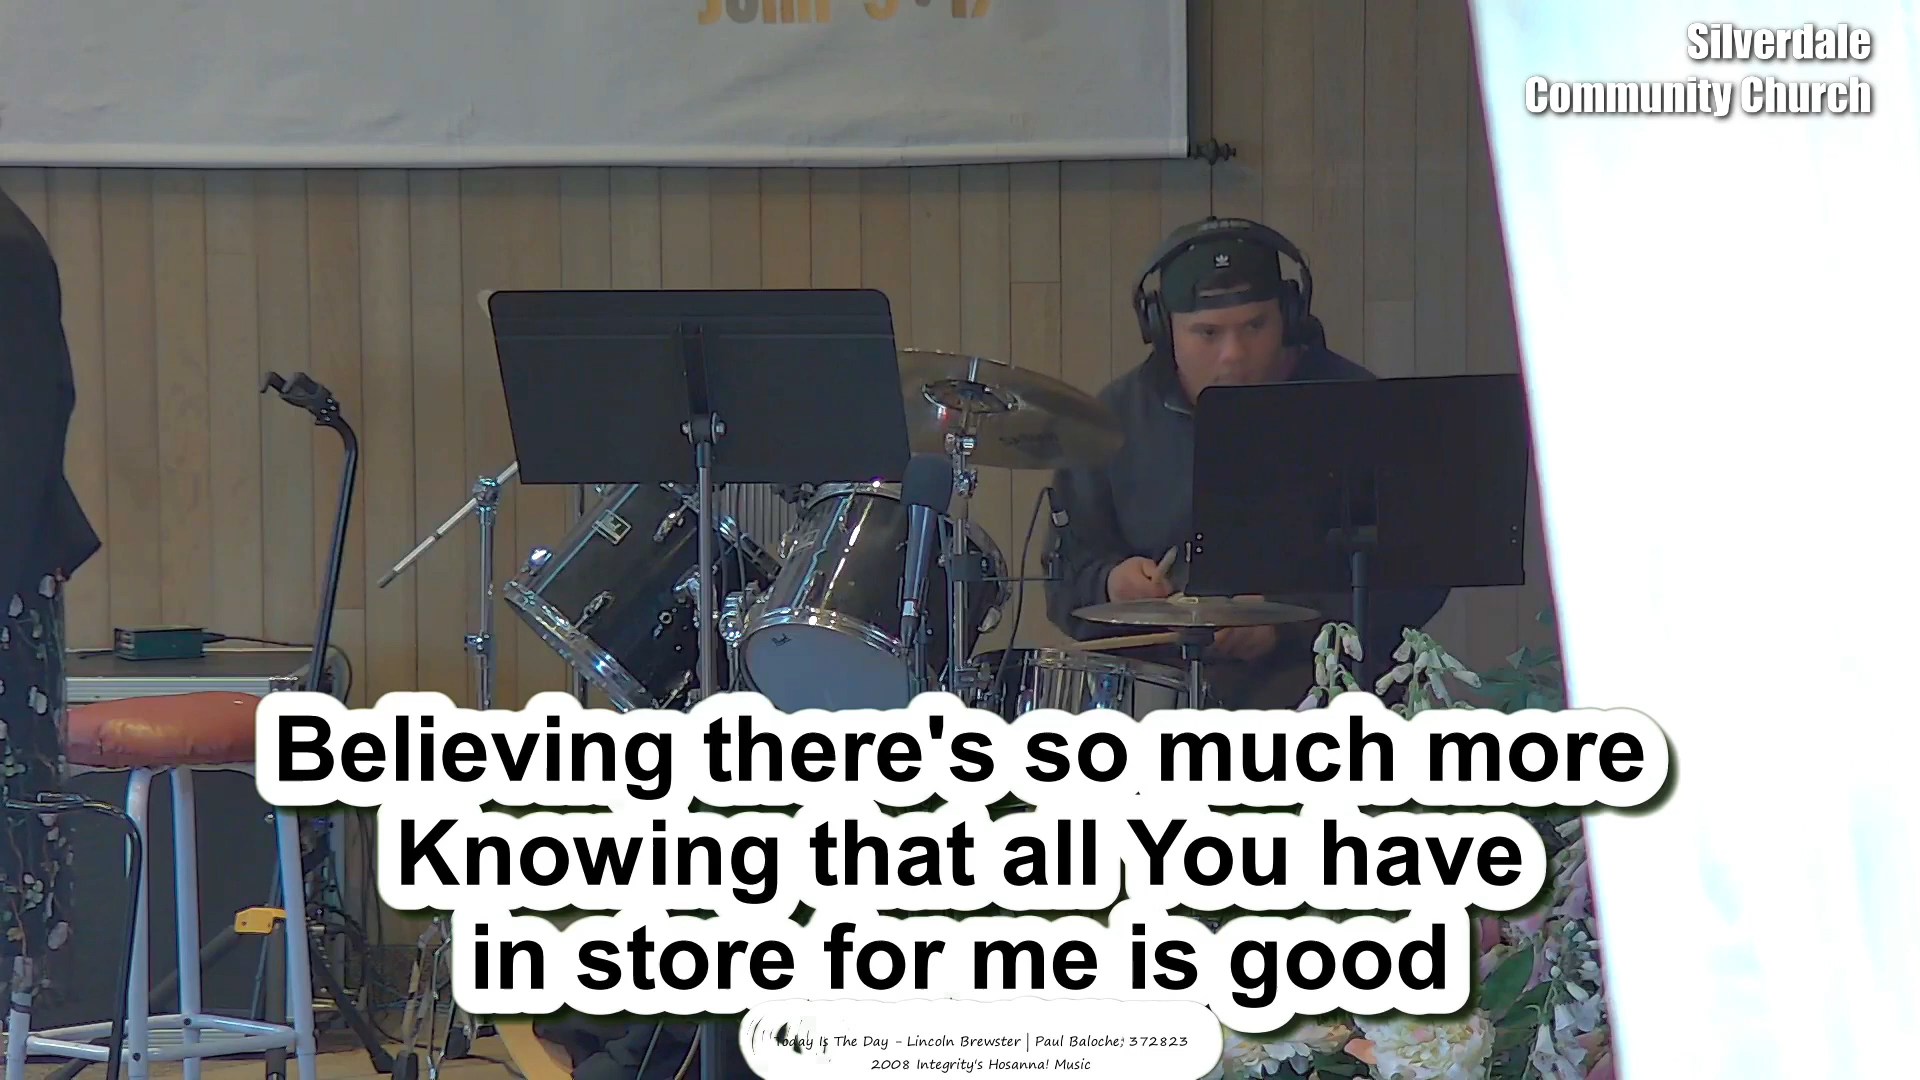 Silverdale
Community Church
Believing there's so much more
Knowing that all You have
in store for me is good
Today Is The Day - Lincoln Brewster | Paul Baloche; 372823
2008 Integrity's Hosanna! Music